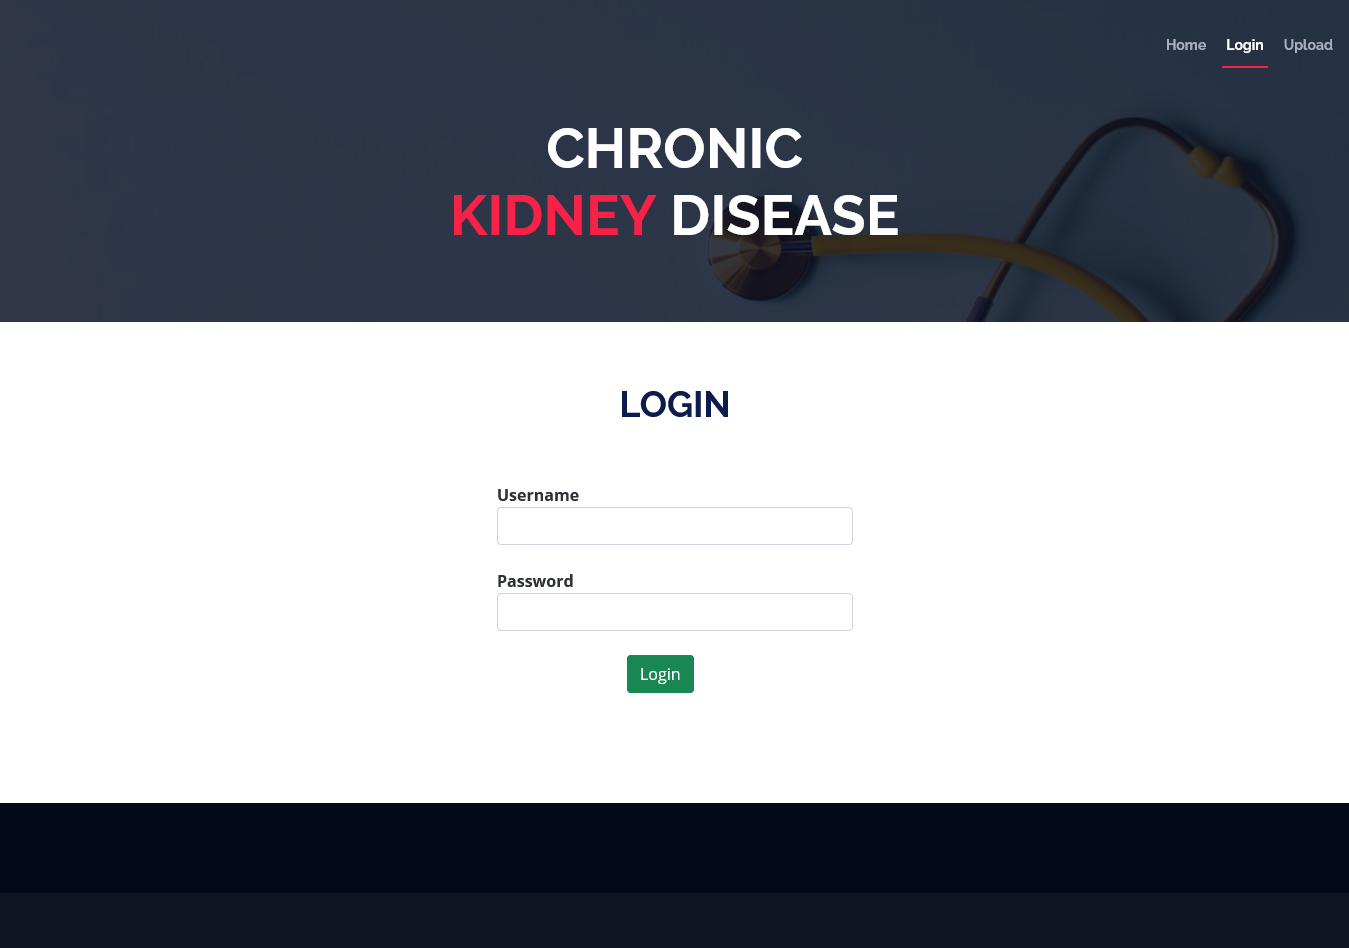 Home Login Upload
CHRONIC
KIDNEY DISEASE
LOGIN
Username
Password
Login